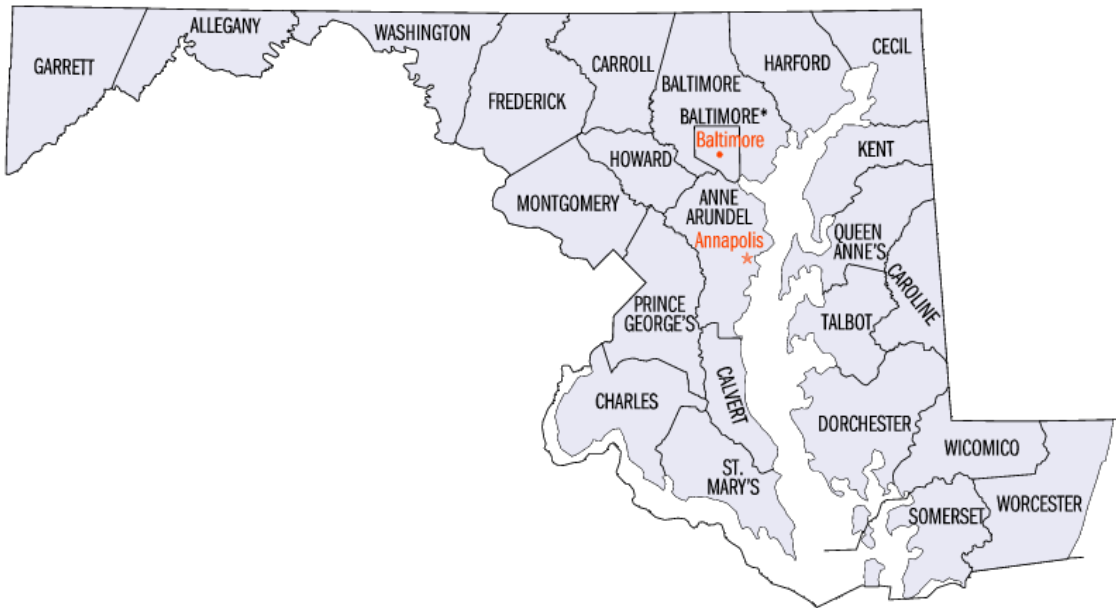 ALLEGANY
WASHINGTON
GARRETT
FREDERICK
CARROLL
BALTIMORE
HARFORD
CECIL
BALTIMORE*
Baltimore
HOWARD
KENT
MONTGOMERY
ANNE
ARUNDEL
Annapolis
QUEEN
ANNE'S
CAROLINE
PRINCE
GEORGE'S
TALBOT
CHARLES
CALVERT
DORCHESTER
WICOMICO
ST.
MARY'S
SOMERSET
WORCESTER